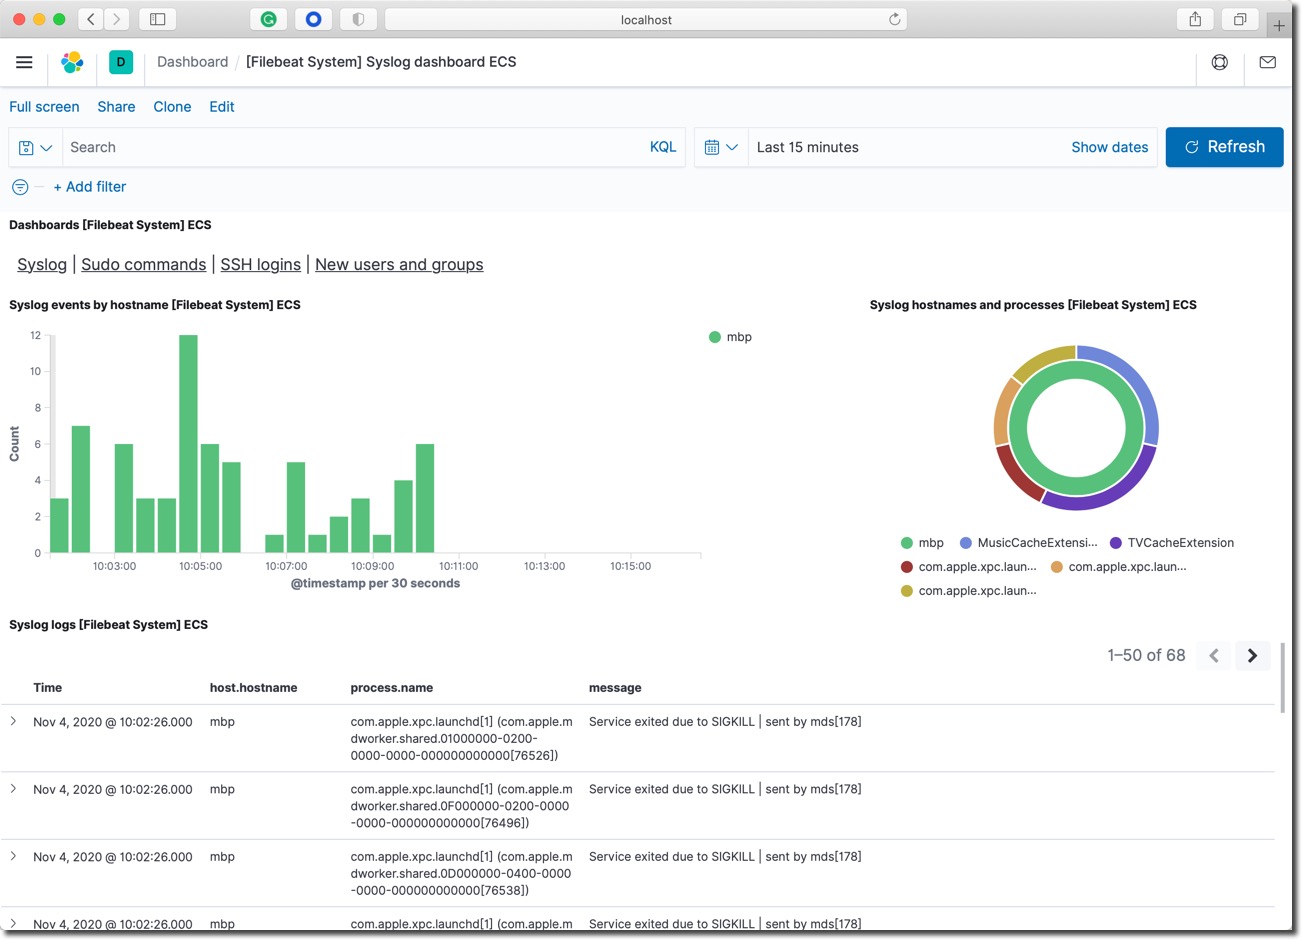 localhost
D Dashboard / [Filebeat System] Syslog dashboard ECS
Full screen Share Clone Edit
Search KQL Last 15 minutes Show dates Refresh
+ Add filter
Dashboards [Filebeat System] ECS
Syslog | Sudo commands | SSH logins | New users and groups
Syslog events by hostname [Filebeat System] ECS
12
10
8
6
4
2
0
Count
10:03:00 10:05:00 10:07:00 10:09:00 10:11:00 10:13:00 10:15:00
@timestamp per 30 seconds
mbp
Syslog hostnames and processes [Filebeat System] ECS
mbp MusicCacheExtensi... TVCacheExtension
com.apple.xpc.laun... com.apple.xpc.laun...
com.apple.xpc.laun...
Syslog logs [Filebeat System] ECS
1–50 of 68
Time host.hostname process.name message
Nov 4, 2020 @ 10:02:26.000 mbp com.apple.xpc.launchd[1] (com.apple.m Service exited due to SIGKILL | sent by mds[178]
dworker.shared.01000000-0200-
0000-0000-000000000000[76526])
Nov 4, 2020 @ 10:02:26.000 mbp com.apple.xpc.launchd[1] (com.apple.m Service exited due to SIGKILL | sent by mds[178]
dworker.shared.0F000000-0200-0000
-0000-000000000000[76496])
Nov 4, 2020 @ 10:02:26.000 mbp com.apple.xpc.launchd[1] (com.apple.m Service exited due to SIGKILL | sent by mds[178]
dworker.shared.0D000000-0400-0000
-0000-000000000000[76538])
Nov 4, 2020 @ 10:02:26.000 mbp com.apple.xpc.launchd[1] (com.apple.m Service exited due to SIGKILL | sent by mds[178]